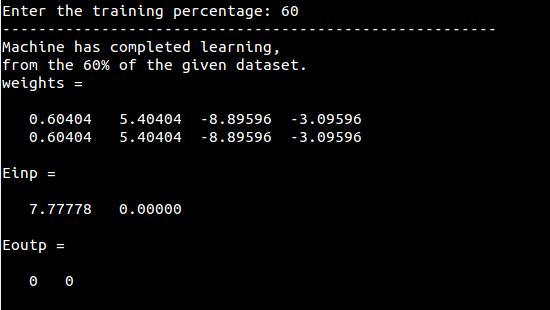 Enter the training percentage: 60
-------------------------------------------------------
Machine has completed learning,
from the 60% of the given dataset.
weights =
0.60404 5.40404 -8.89596 -3.09596
0.60404 5.40404 -8.89596 -3.09596
Einp =
7.77778 0.00000
Eoutp =
0 0